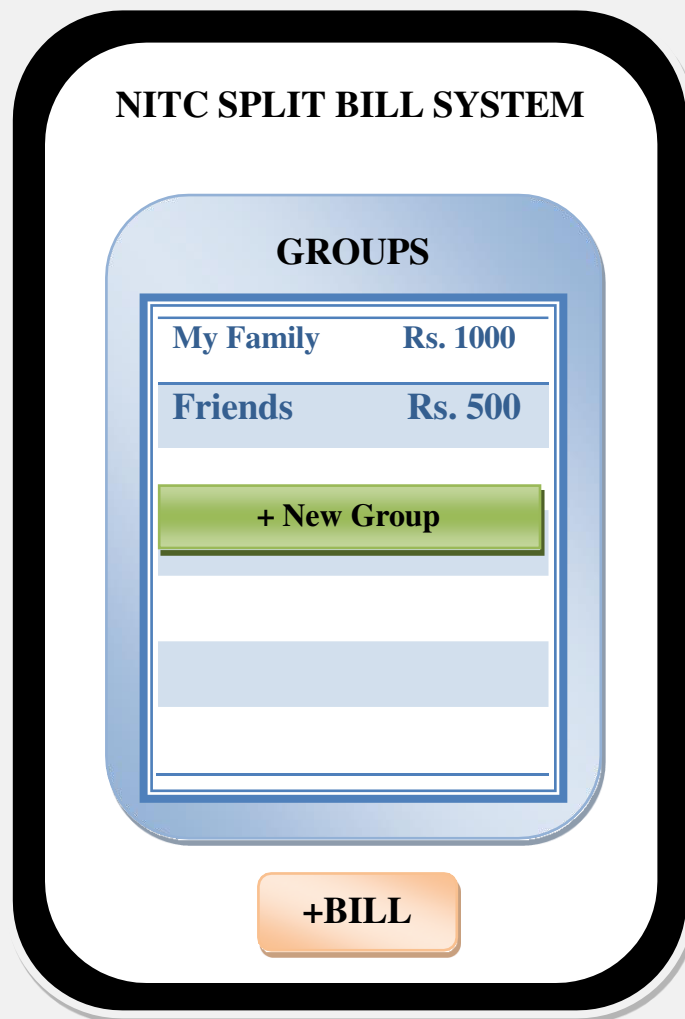 NITC SPLIT BILL SYSTEM
GROUPS
My Family Rs. 1000
Friends Rs. 500
+ New Group
+BILL